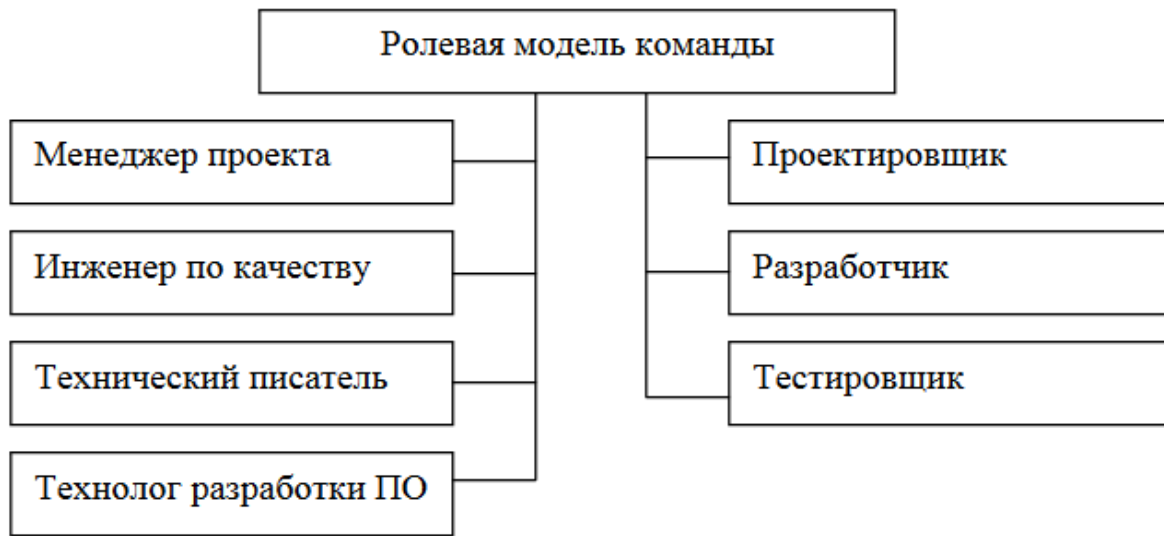 Ролевая модель команды
Менеджер проекта
Инженер по качеству
Технический писатель
Технолог разработки ПО
Проектировщик
Разработчик
Тестировщик